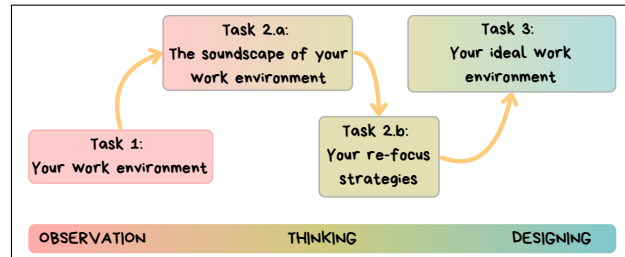 Task 1:
Your work environment
Task 2.a:
The soundscape of your
work environment
Task 2.b:
Your re-focus
strategies
Task 3:
Your ideal work
environment
OBSERVATION THINKING DESIGNING